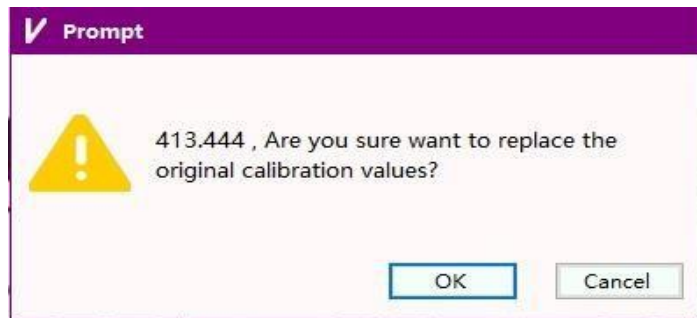 Prompt
413.444 , Are you sure want to replace the
original calibration values?
OK
Cancel